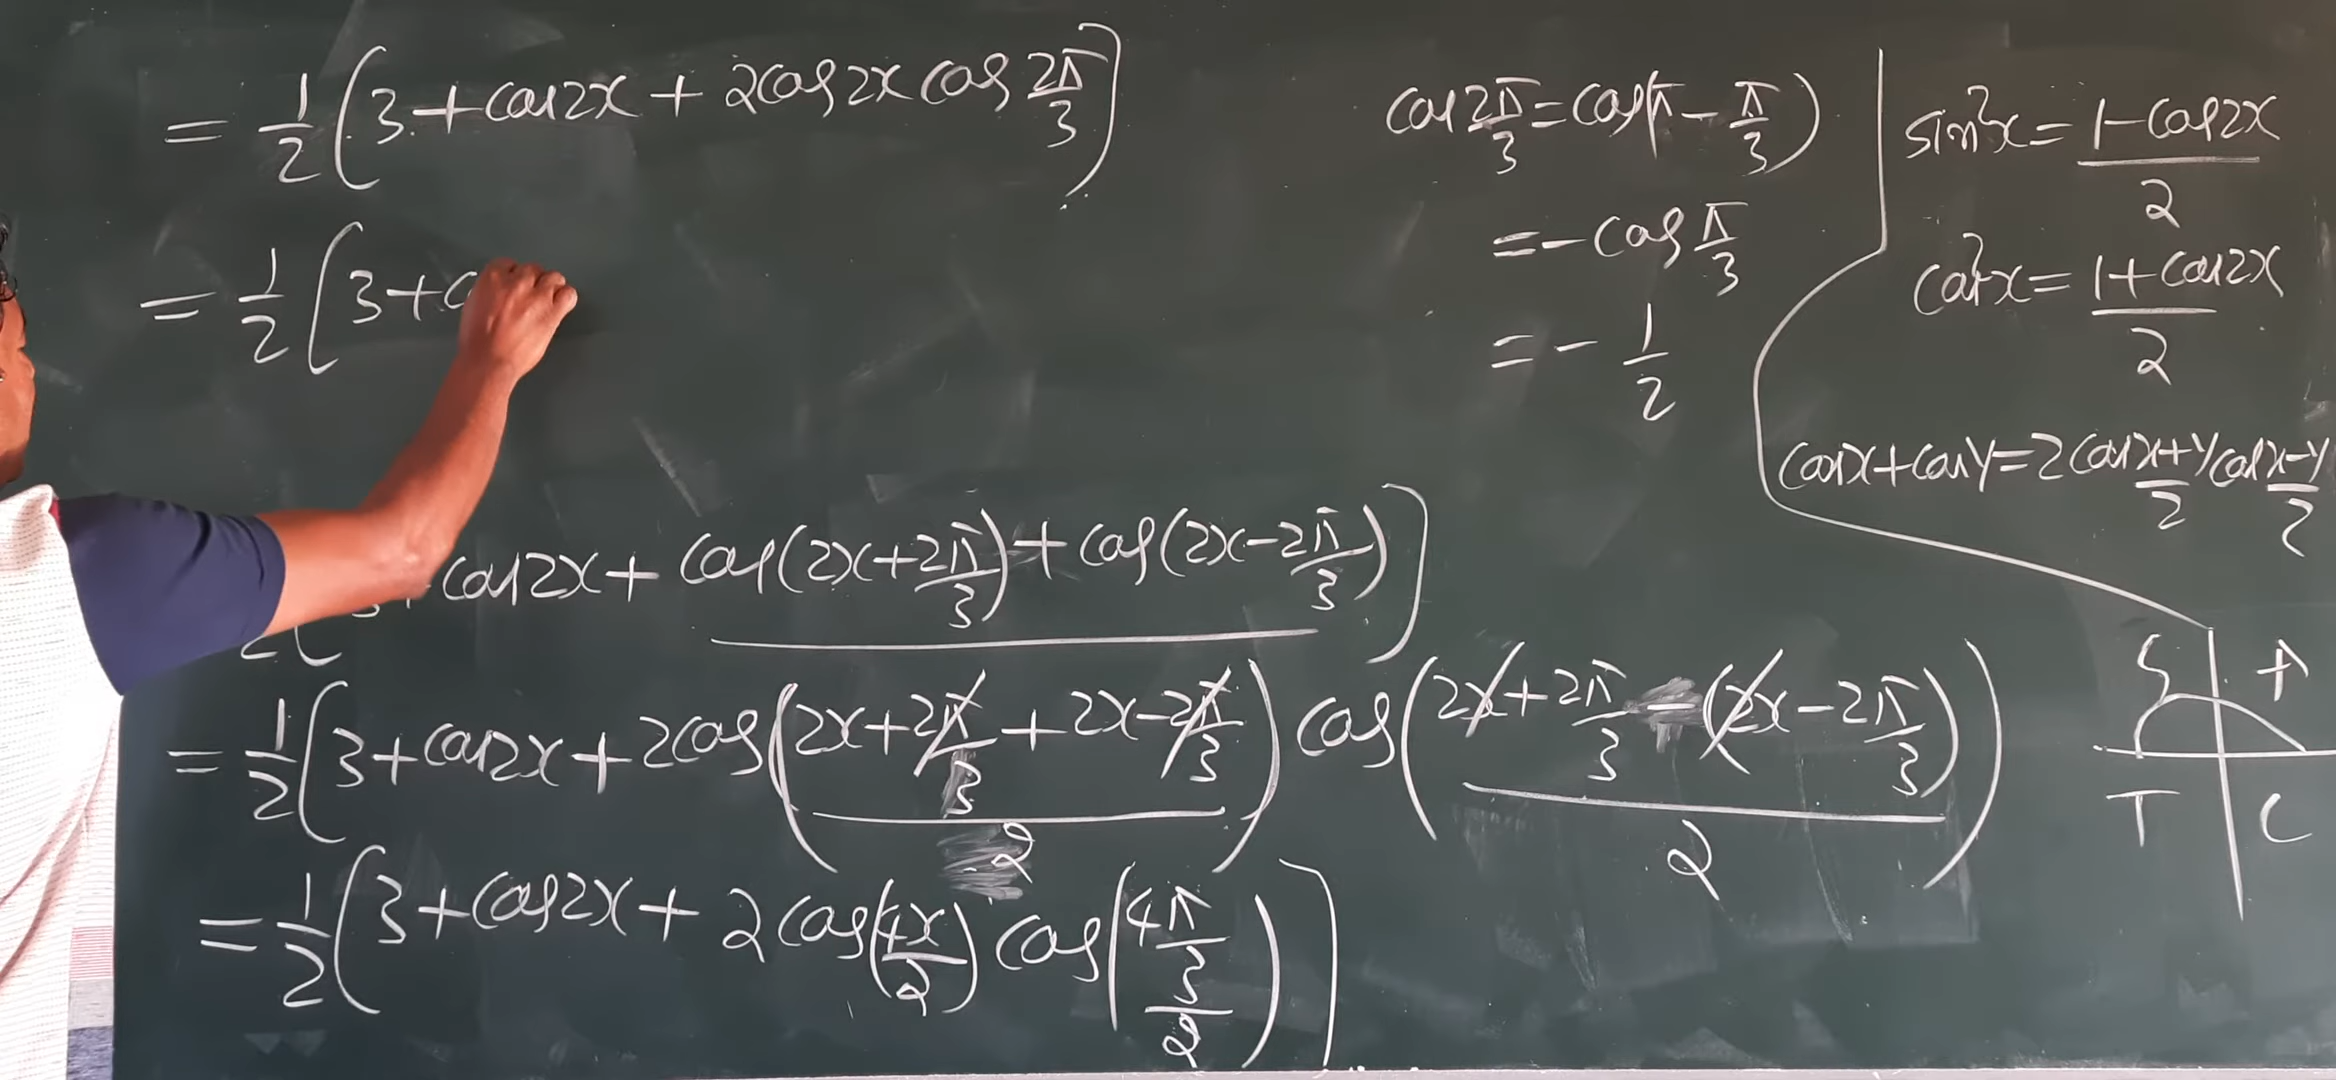 = 1/2 (3 + cos2x + 2cos2x cos 2π/3]
= 1/2 [3 + c
cos2x + cos(2x + 2π/3) + cos(2x - 2π/3)]
= 1/2 (3 + cos2x + 2cos((2x + 2π/3 + 2x - 2π/3)/2) cos((2x + 2π/3 - (2x - 2π/3))/2)
= 1/2 (3 + cos2x + 2cos(4x/2) cos((4π/3)/2)]
cos 2π/3 = cos(π - π/3)
= - cos π/3
= - 1/2
sin²x = (1 - cos2x)/2
cos²x = (1 + cos2x)/2
cosx + cosy = 2 cos (x+y)/2 cos (x-y)/2
S A
T C